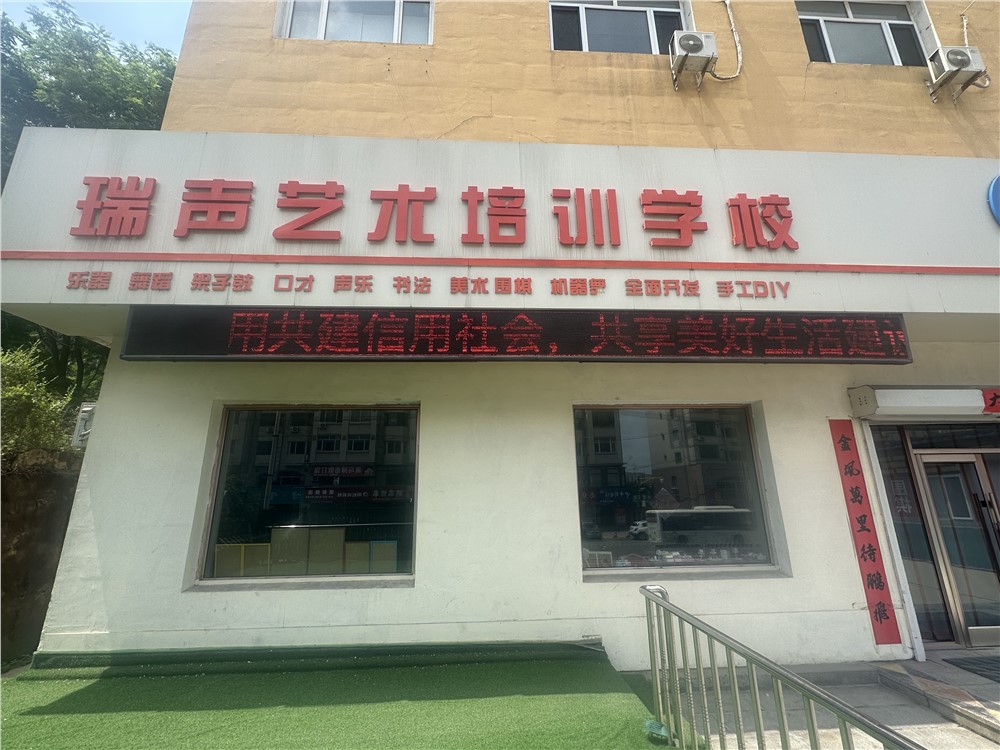 瑞声艺术培训学校
乐器 舞蹈 架子鼓 口才 声乐 书法 美术 围棋 机器人 全面开发 手工DIY
用共建信用社会，共享美好生活建设
大
金风万里待鹏飞